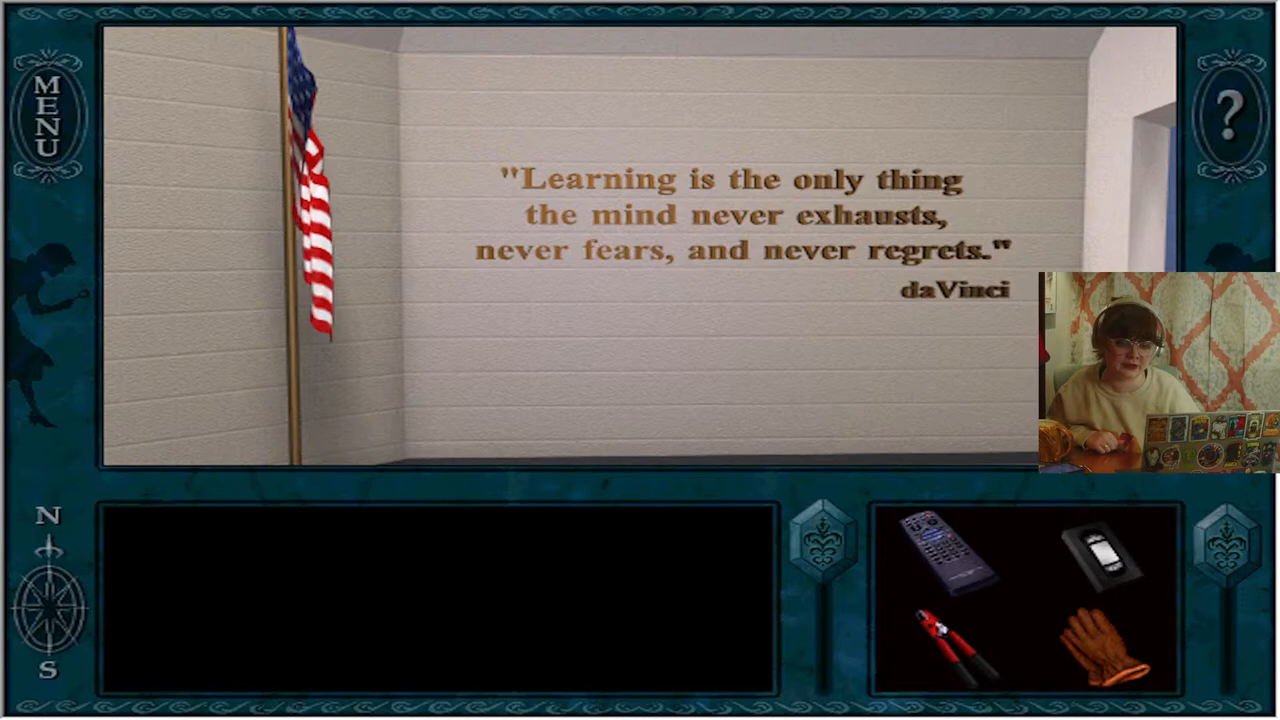 MENU
?
"Learning is the only thing
the mind never exhausts,
never fears, and never regrets."
daVinci
N
S